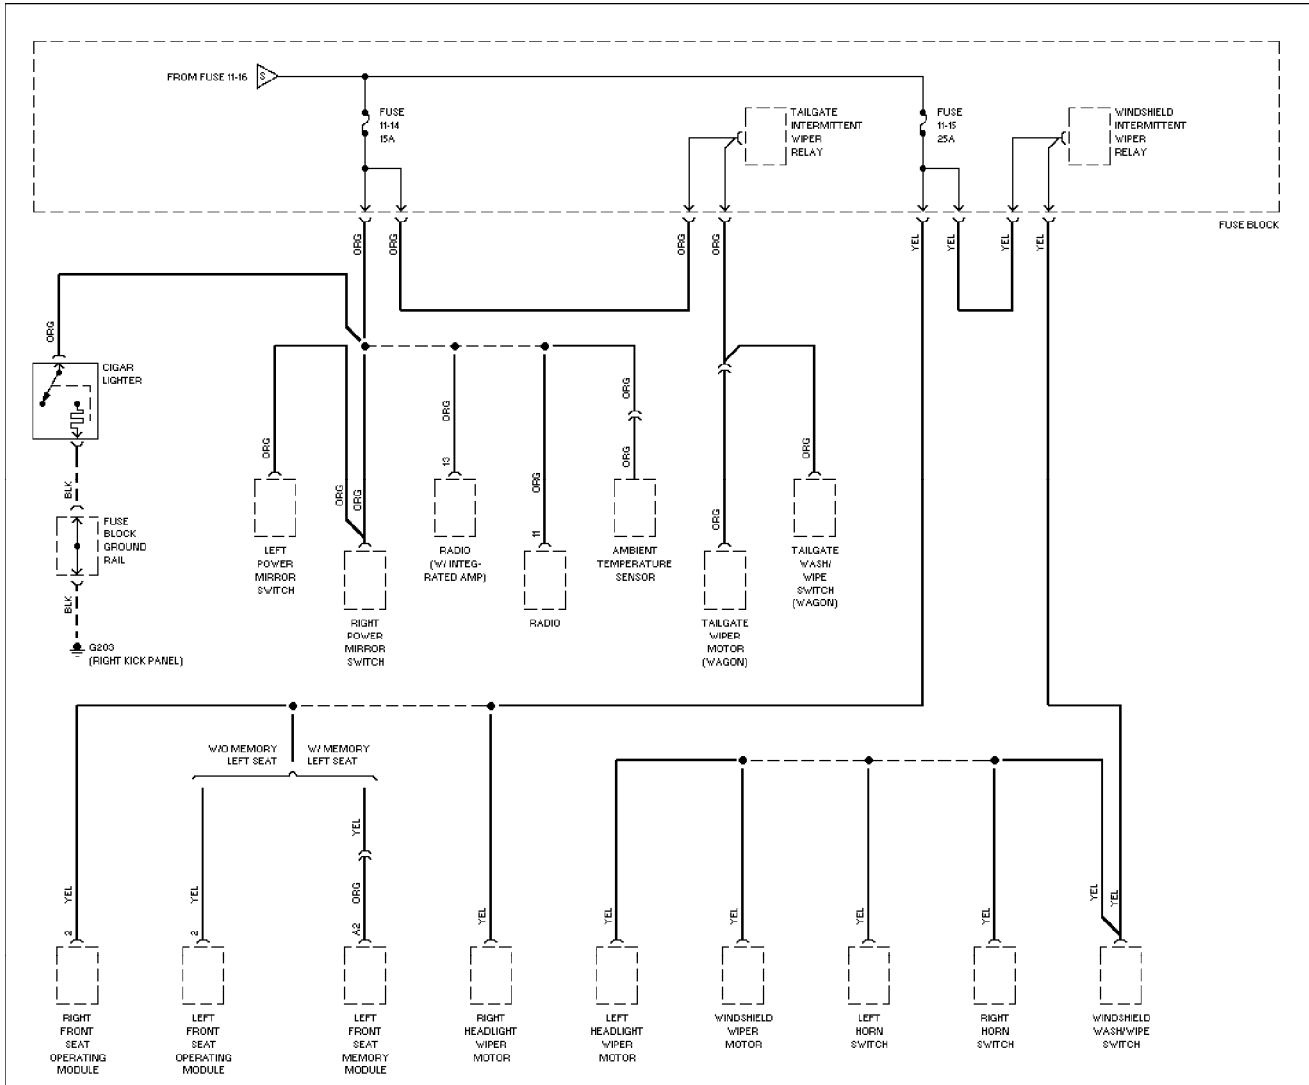 FROM FUSE 11-16
S
FUSE
11-14
15A
TAILGATE
INTERMITTENT
WIPER
RELAY
FUSE
11-15
25A
WINDSHIELD
INTERMITTENT
WIPER
RELAY
FUSE BLOCK
ORG
ORG
ORG
ORG
YEL
YEL
YEL
YEL
ORG
CIGAR
LIGHTER
BLK
FUSE
BLOCK
GROUND
RAIL
BLK
G203
(RIGHT KICK PANEL)
ORG
LEFT
POWER
MIRROR
SWITCH
ORG
ORG
RIGHT
POWER
MIRROR
SWITCH
ORG
13
RADIO
(W/ INTEG-
RATED AMP)
ORG
11
RADIO
ORG
ORG
AMBIENT
TEMPERATURE
SENSOR
ORG
TAILGATE
WIPER
MOTOR
(WAGON)
ORG
TAILGATE
WASH/
WIPE
SWITCH
(WAGON)
W/O MEMORY
LEFT SEAT
W/ MEMORY
LEFT SEAT
YEL
2
RIGHT
FRONT
SEAT
OPERATING
MODULE
YEL
2
LEFT
FRONT
SEAT
OPERATING
MODULE
YEL
ORG
A2
LEFT
FRONT
SEAT
MEMORY
MODULE
YEL
RIGHT
HEADLIGHT
WIPER
MOTOR
YEL
LEFT
HEADLIGHT
WIPER
MOTOR
YEL
WINDSHIELD
WIPER
MOTOR
YEL
LEFT
HORN
SWITCH
YEL
RIGHT
HORN
SWITCH
YEL
YEL
WINDSHIELD
WASH/WIPE
SWITCH